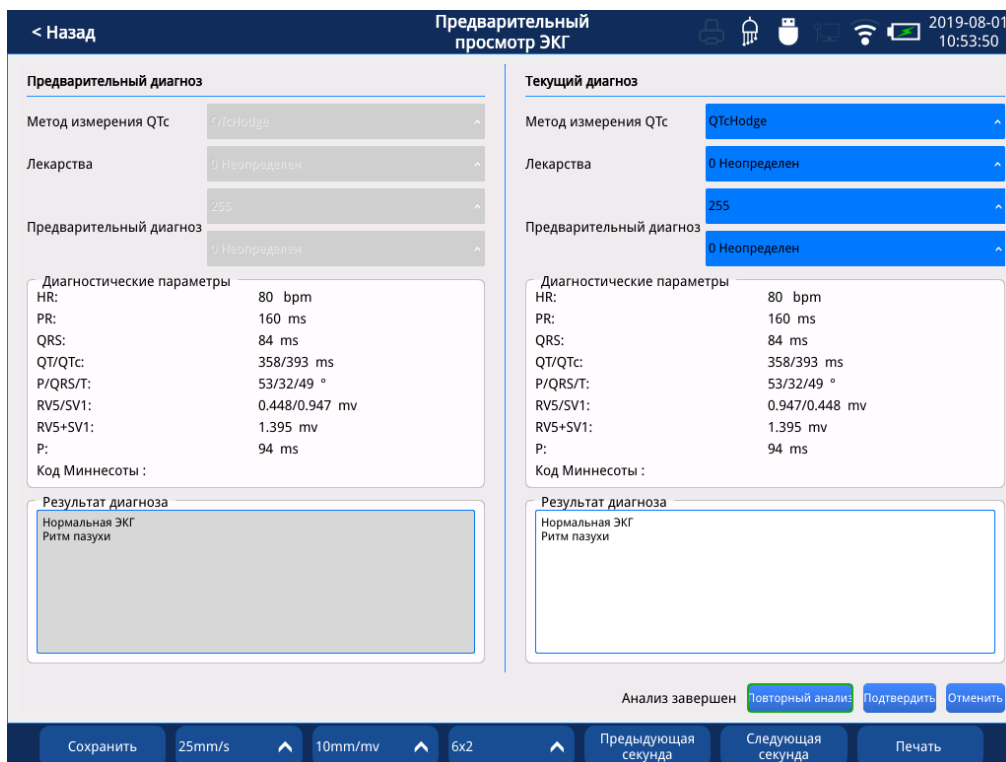 < Назад
Предварительный
просмотр ЭКГ
2019-08-01
10:53:50
Предварительный диагноз
Метод измерения QTc
QTcHodge
Лекарства
0 Неопределен
255
Предварительный диагноз
0 Неопределен
Диагностические параметры
HR: 80 bpm
PR: 160 ms
QRS: 84 ms
QT/QTc: 358/393 ms
P/QRS/T: 53/32/49 °
RV5/SV1: 0.448/0.947 mv
RV5+SV1: 1.395 mv
P: 94 ms
Код Миннесоты :
Результат диагноза
Нормальная ЭКГ
Ритм пазухи
Текущий диагноз
Метод измерения QTc
QTcHodge
Лекарства
0 Неопределен
255
Предварительный диагноз
0 Неопределен
Диагностические параметры
HR: 80 bpm
PR: 160 ms
QRS: 84 ms
QT/QTc: 358/393 ms
P/QRS/T: 53/32/49 °
RV5/SV1: 0.947/0.448 mv
RV5+SV1: 1.395 mv
P: 94 ms
Код Миннесоты :
Результат диагноза
Нормальная ЭКГ
Ритм пазухи
Анализ завершен
Повторный анализ
Подтвердить
Отменить
Сохранить
25mm/s
10mm/mv
6x2
Предыдущая
секунда
Следующая
секунда
Печать